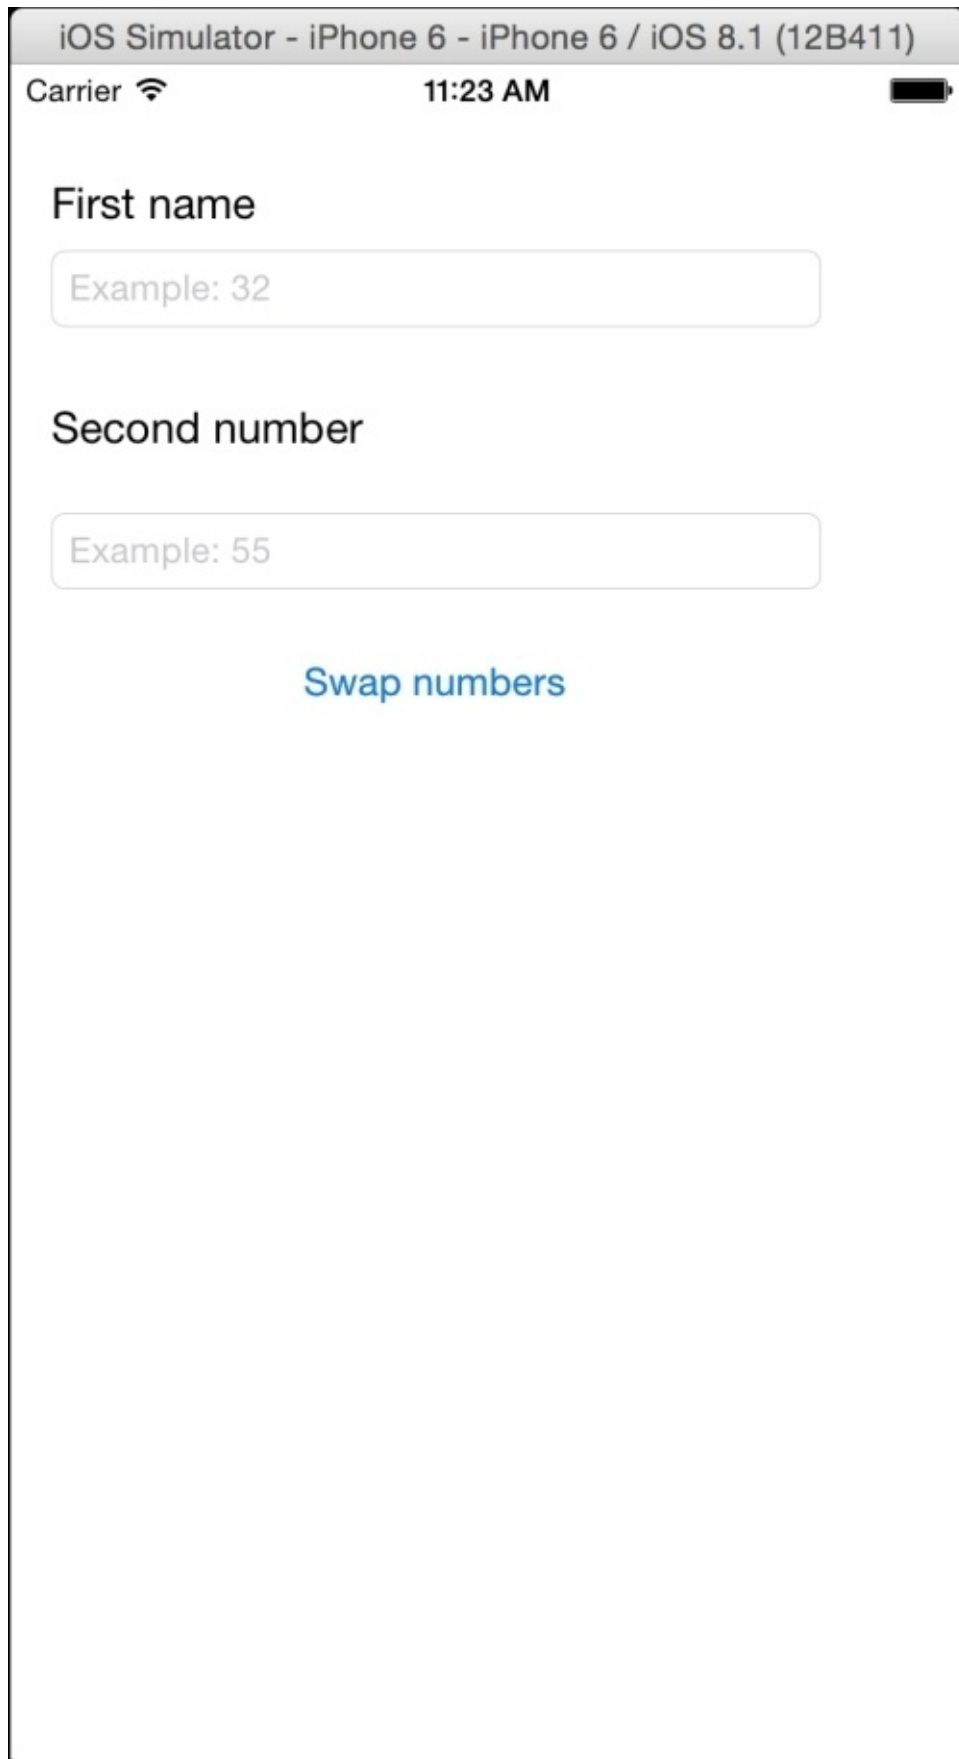 iOS Simulator - iPhone 6 - iPhone 6 / iOS 8.1 (12B411)
Carrier 11:23 AM
First name
Example: 32
Second number
Example: 55
Swap numbers